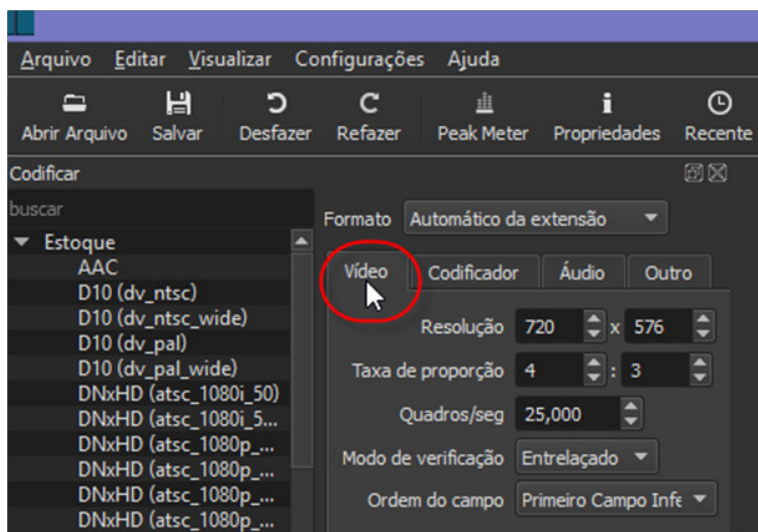 Arquivo Editar Visualizar Configurações Ajuda
Abrir Arquivo Salvar Desfazer Refazer Peak Meter Propriedades Recente
Codificar
buscar
Formato Automático da extensão
Estoque
AAC
D10 (dv_ntsc)
D10 (dv_ntsc_wide)
D10 (dv_pal)
D10 (dv_pal_wide)
DNxHD (atsc_1080i_50)
DNxHD (atsc_1080i_5...
DNxHD (atsc_1080p_...
DNxHD (atsc_1080p_...
DNxHD (atsc_1080p_...
DNxHD (atsc_1080p_...
Vídeo Codificador Áudio Outro
Resolução 720 x 576
Taxa de proporção 4 : 3
Quadros/seg 25,000
Modo de verificação Entrelaçado
Ordem do campo Primeiro Campo Infe